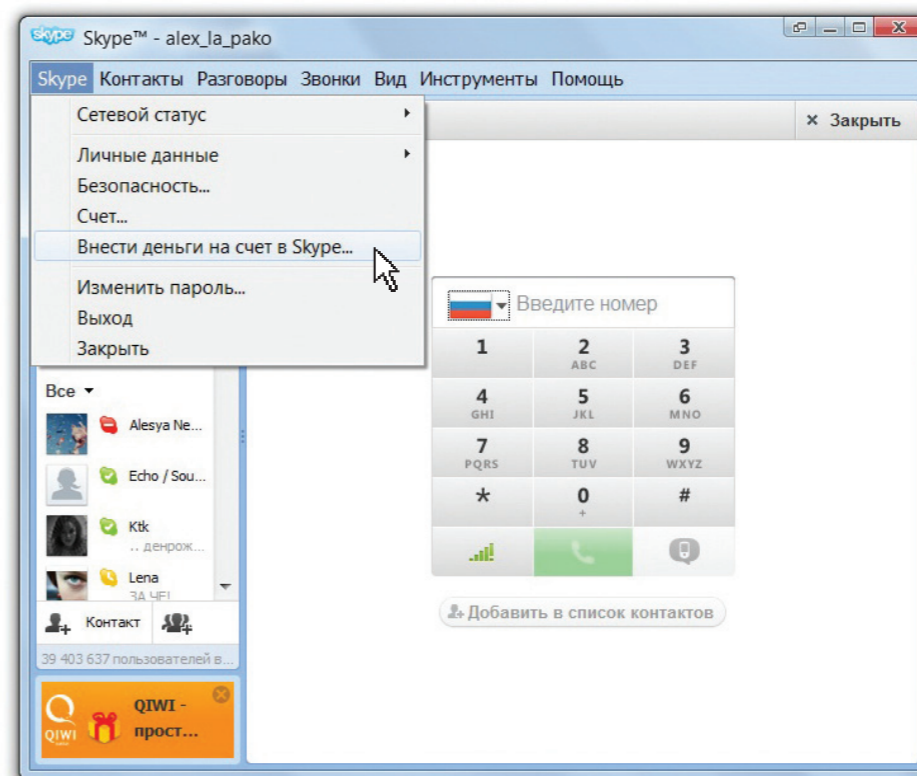 skype Skype™ - alex_la_pako
Skype Контакты Разговоры Звонки Вид Инструменты Помощь
Сетевой статус
× Закрыть
Личные данные
Безопасность...
Счет...
Внести деньги на счет в Skype...
Изменить пароль...
Выход
Закрыть
Введите номер
1 2 3
ABC DEF
4 5 6
GHI JKL MNO
7 8 9
PQRS TUV WXYZ
* 0 #
+
Все
Alesya Ne...
Echo / Sou...
Ktk
.. денрож...
Lena
ЗА ЧЕ!
Добавить в список контактов
Контакт
39 403 637 пользователей в...
QIWI
QIWI -
прост...